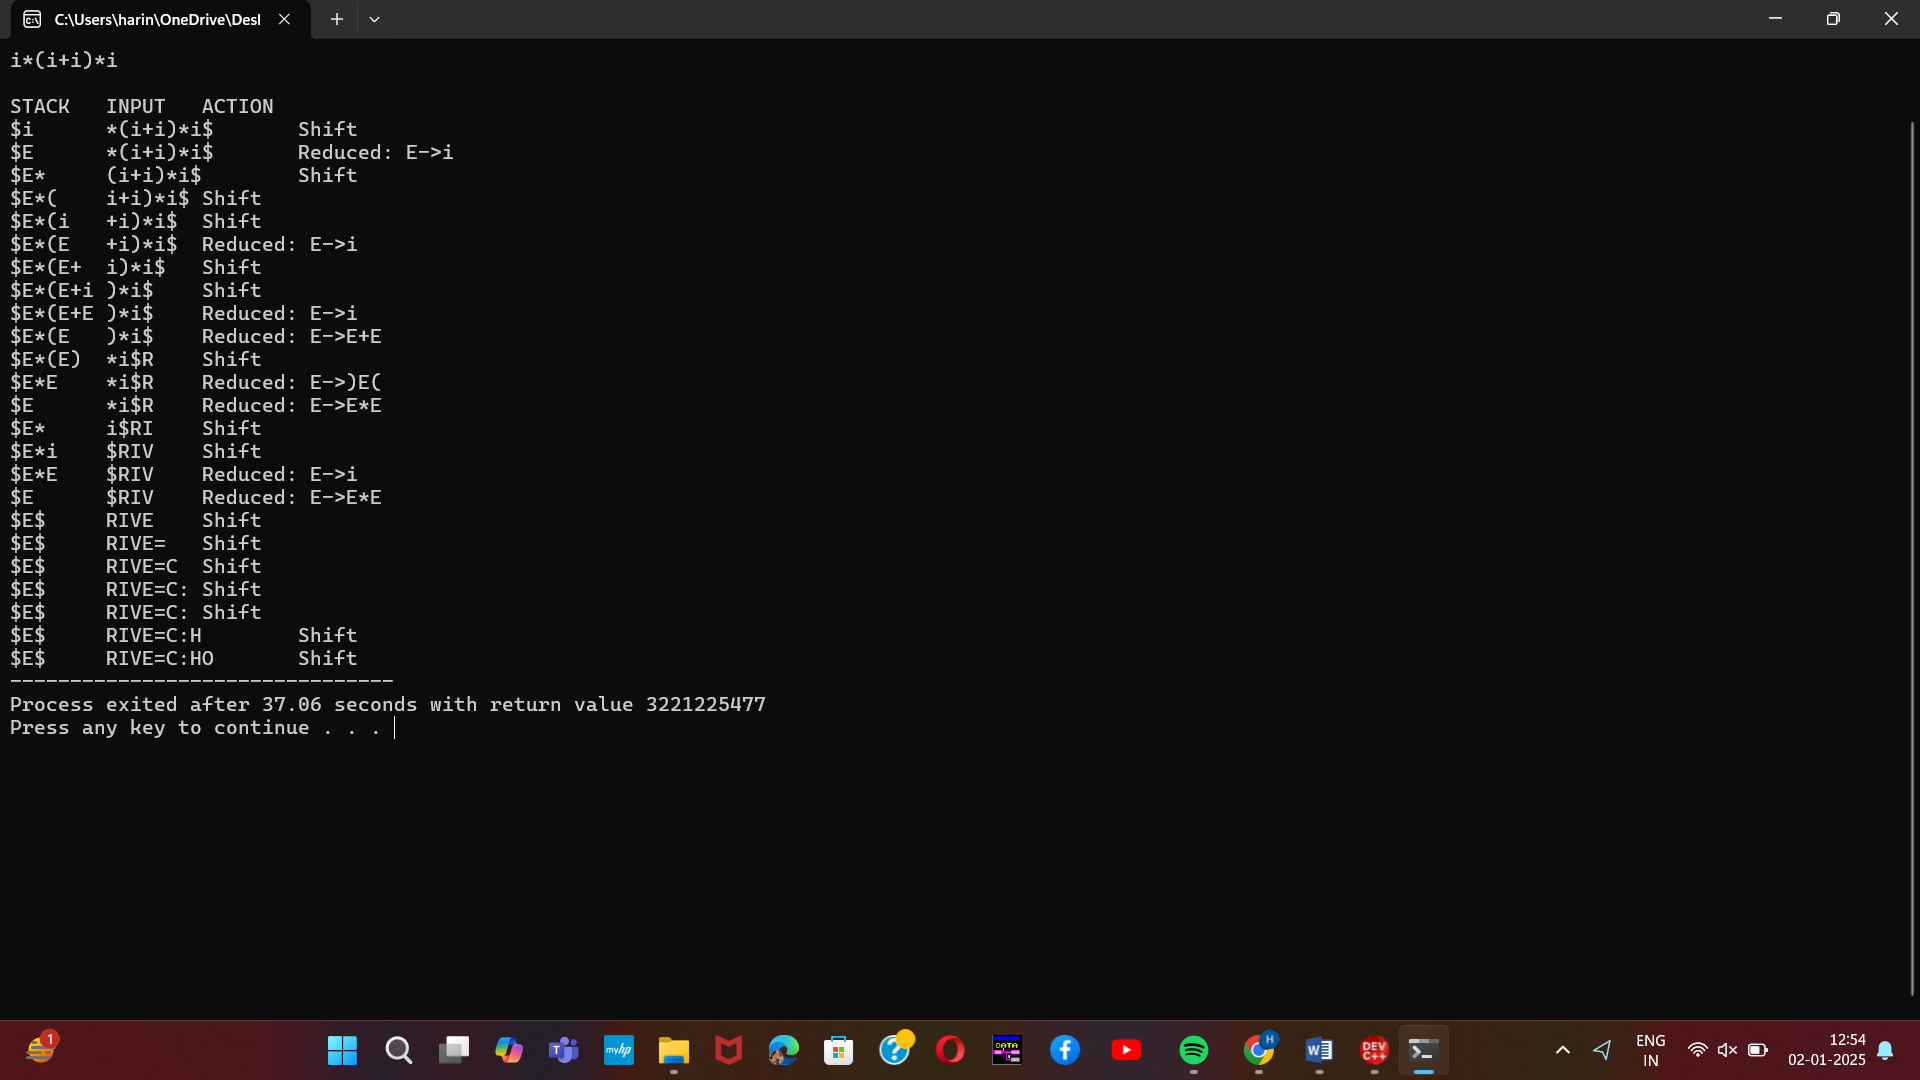 C:\Users\harin\OneDrive\Desl
i*(i+i)*i
STACK INPUT ACTION
$i *(i+i)*i$ Shift
$E *(i+i)*i$ Reduced: E->i
$E* (i+i)*i$ Shift
$E*( i+i)*i$ Shift
$E*(i +i)*i$ Shift
$E*(E +i)*i$ Reduced: E->i
$E*(E+ i)*i$ Shift
$E*(E+i )*i$ Shift
$E*(E+E )*i$ Reduced: E->i
$E*(E )*i$ Reduced: E->E+E
$E*(E) *i$R Shift
$E*E *i$R Reduced: E->)E(
$E *i$R Reduced: E->E*E
$E* i$RI Shift
$E*i $RIV Shift
$E*E $RIV Reduced: E->i
$E $RIV Reduced: E->E*E
$E$ RIVE Shift
$E$ RIVE= Shift
$E$ RIVE=C Shift
$E$ RIVE=C: Shift
$E$ RIVE=C: Shift
$E$ RIVE=C:H Shift
$E$ RIVE=C:HO Shift
--------------------------------
Process exited after 37.06 seconds with return value 3221225477
Press any key to continue . . .
1
myhp
DATA
H
DEV
C++
ENG
IN
12:54
02-01-2025